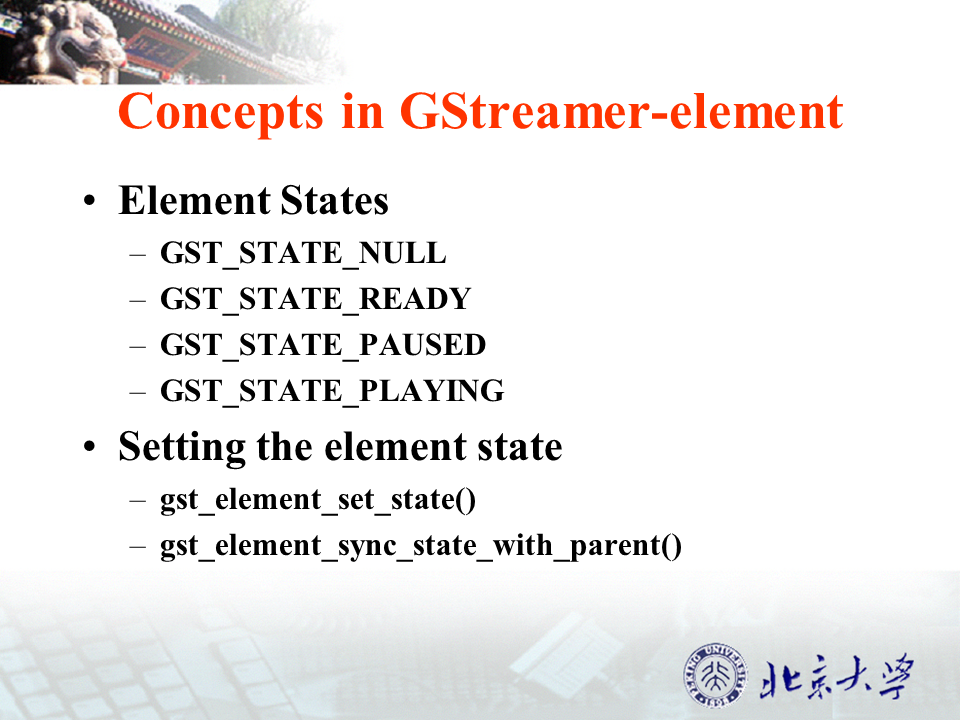 Concepts in GStreamer-element
• Element States
– GST_STATE_NULL
– GST_STATE_READY
– GST_STATE_PAUSED
– GST_STATE_PLAYING
• Setting the element state
– gst_element_set_state()
– gst_element_sync_state_with_parent()
PEKING UNIVERSITY
1898
北京大学